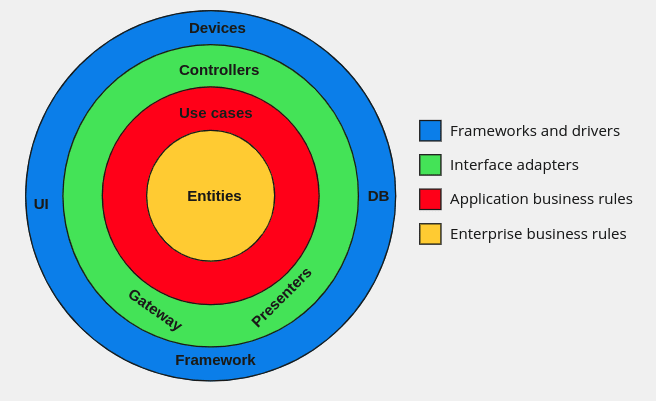 Devices
Controllers
Use cases
Entities
UI
DB
Gateway
Presenters
Framework
Frameworks and drivers
Interface adapters
Application business rules
Enterprise business rules